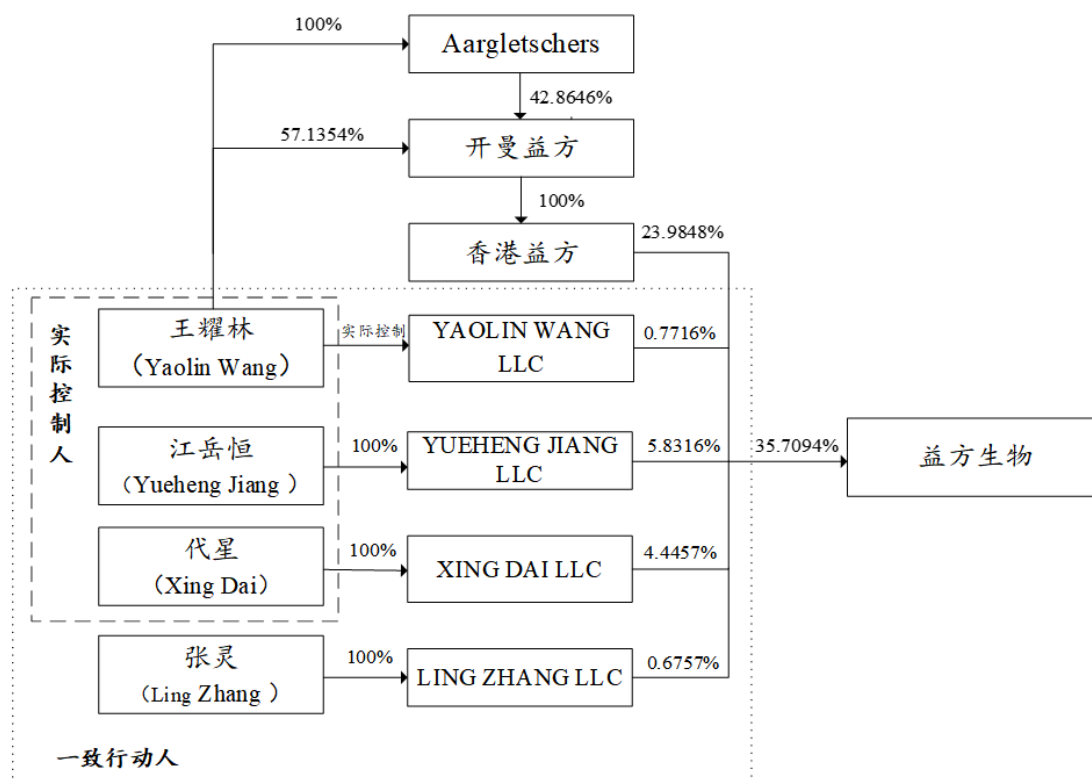 100%
Aargletschers
42.8646%
57.1354%
开曼益方
100%
香港益方
23.9848%
实际控制人
王耀林
（Yaolin Wang）
实际控制
YAOLIN WANG
LLC
0.7716%
江岳恒
（Yueheng Jiang ）
100%
YUEHENG JIANG
LLC
5.8316%
35.7094%
益方生物
代星
（Xing Dai）
100%
XING DAI LLC
4.4457%
张灵
（Ling Zhang ）
100%
LING ZHANG LLC
0.6757%
一致行动人